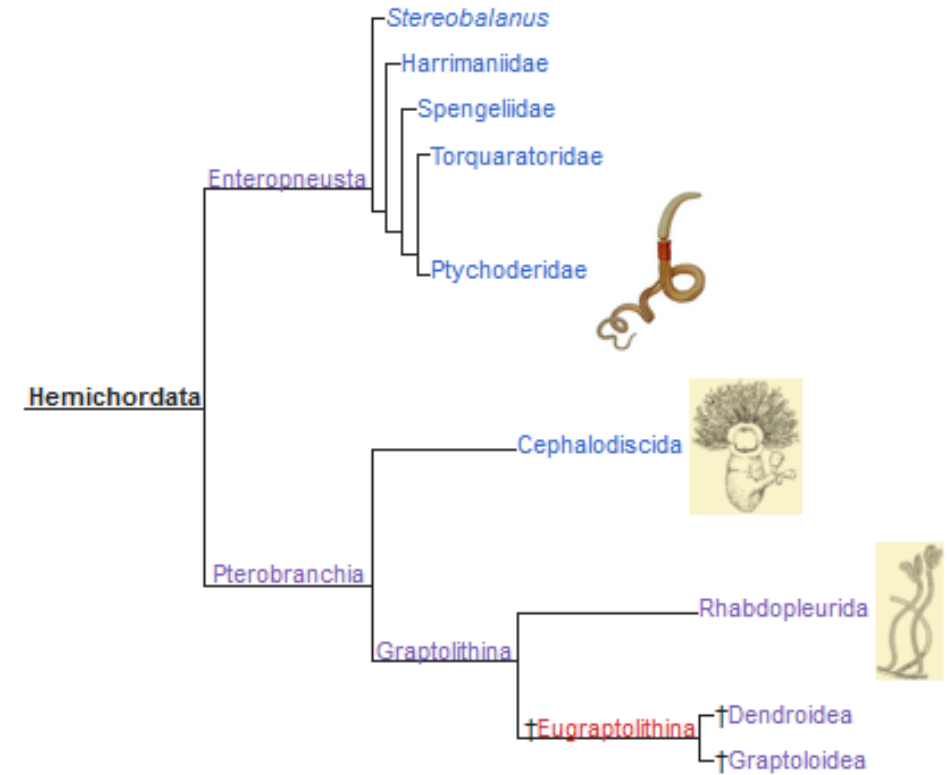 Stereobalanus
Harrimaniidae
Spengeliidae
Torquaratoridae
Enteropneusta
Ptychoderidae
Hemichordata
Cephalodiscida
Pterobranchia
Rhabdopleurida
Graptolithina
†Eugraptolithina
†Dendroidea
†Graptoloidea